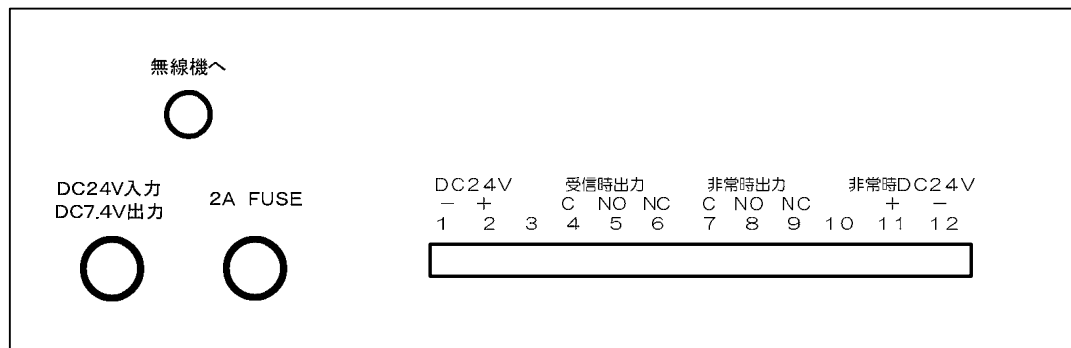 無線機へ
DC24V入力
DC7.4V出力
2A FUSE
DC24V 受信時出力 非常時出力 非常時DC24V
− + C NO NC C NO NC + −
1 2 3 4 5 6 7 8 9 10 11 12